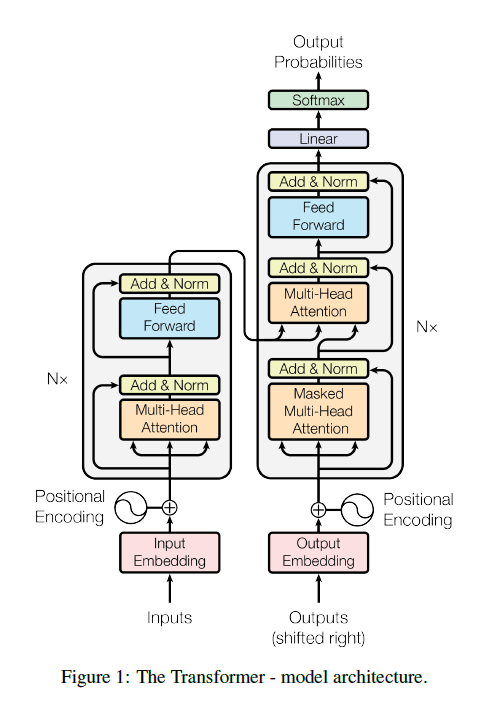 Output
Probabilities
Softmax
Linear
Add & Norm
Feed
Forward
Add & Norm
Multi-Head
Attention
Add & Norm
Masked
Multi-Head
Attention
N×
Positional
Encoding
Output
Embedding
Outputs
(shifted right)
Add & Norm
Feed
Forward
Add & Norm
Multi-Head
Attention
N×
Positional
Encoding
Input
Embedding
Inputs
Figure 1: The Transformer - model architecture.